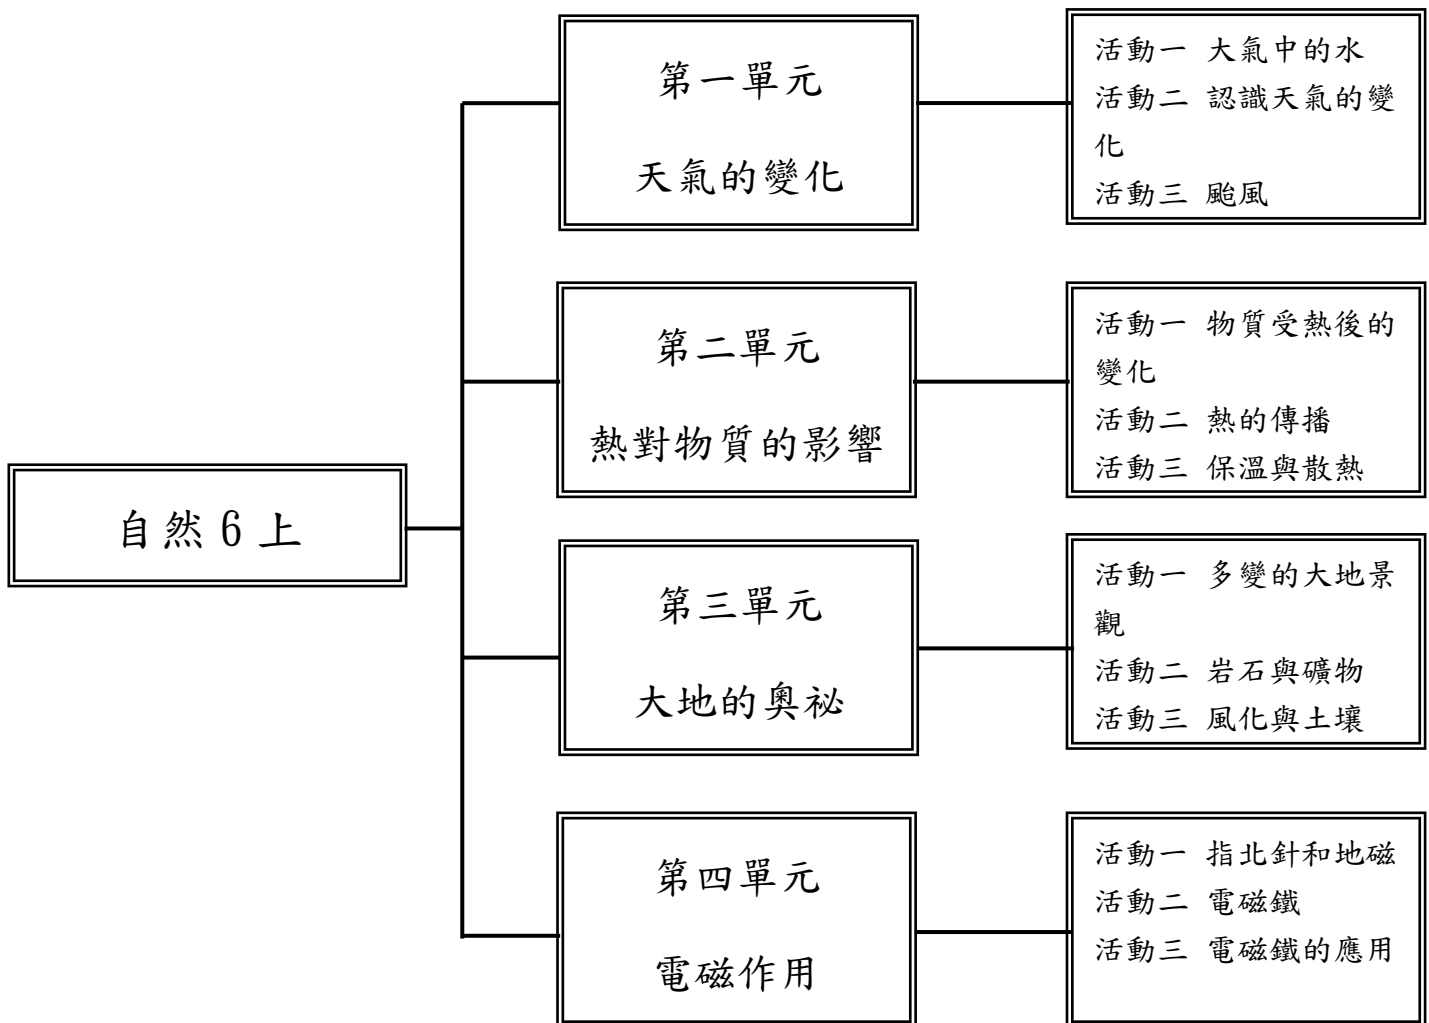 自然 6 上
第一單元
天氣的變化
活動一 大氣中的水
活動二 認識天氣的變
化
活動三 颱風
第二單元
熱對物質的影響
活動一 物質受熱後的
變化
活動二 熱的傳播
活動三 保溫與散熱
第三單元
大地的奧祕
活動一 多變的大地景
觀
活動二 岩石與礦物
活動三 風化與土壤
第四單元
電磁作用
活動一 指北針和地磁
活動二 電磁鐵
活動三 電磁鐵的應用